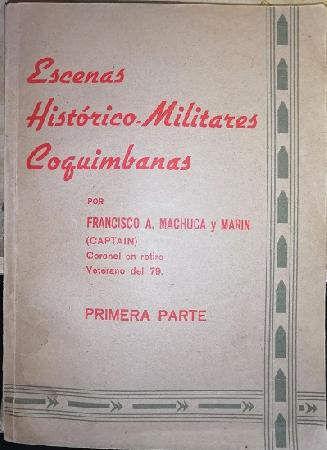 Escenas
Histórico-Militares
Coquimbanas
POR
FRANCISCO A. MACHUCA y MARIN
(CAPTAIN)
Coronel en retiro
Veterano del 79.
PRIMERA PARTE